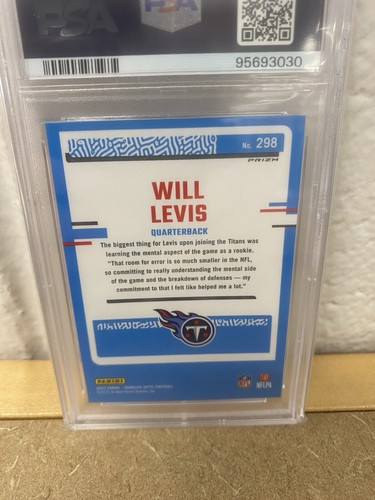 PSA
PSA
95693030
No. 298
PRIZM
WILL
LEVIS
QUARTERBACK
The biggest thing for Levis upon joining the Titans was
learning the mental aspect of the game as a rookie.
"That room for error is so much smaller in the NFL,
so committing to really understanding the mental side
of the game and the breakdown of defenses — my
commitment to that I felt like helped me a lot."
T
PANINI
NFL
NFLPA